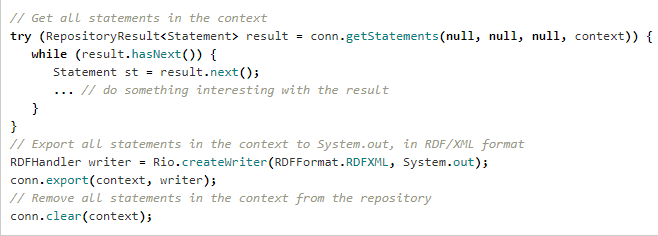 // Get all statements in the context
try (RepositoryResult<Statement> result = conn.getStatements(null, null, null, context)) {
   while (result.hasNext()) {
      Statement st = result.next();
      ... // do something interesting with the result
   }
}
// Export all statements in the context to System.out, in RDF/XML format
RDFHandler writer = Rio.createWriter(RDFFormat.RDFXML, System.out);
conn.export(context, writer);
// Remove all statements in the context from the repository
conn.clear(context);